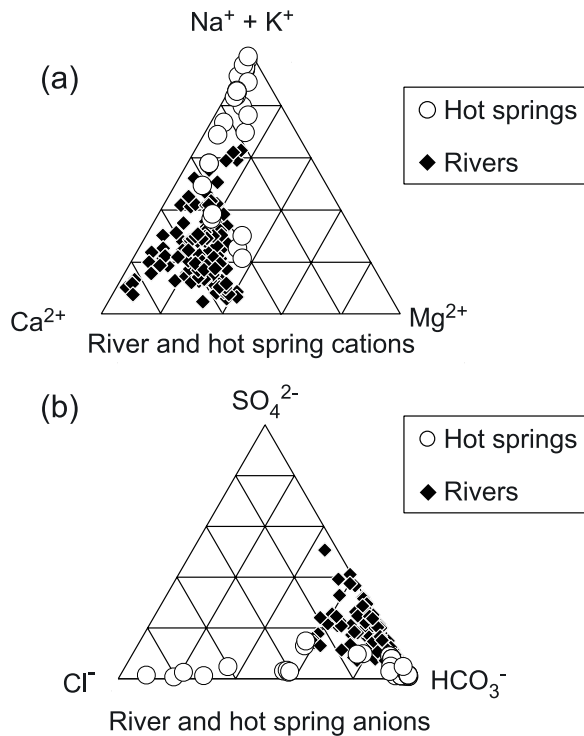 Na⁺ + K⁺
(a)
Hot springs
Rivers
Ca²⁺
Mg²⁺
River and hot spring cations
(b)
SO₄²⁻
Hot springs
Rivers
Cl⁻
HCO₃⁻
River and hot spring anions